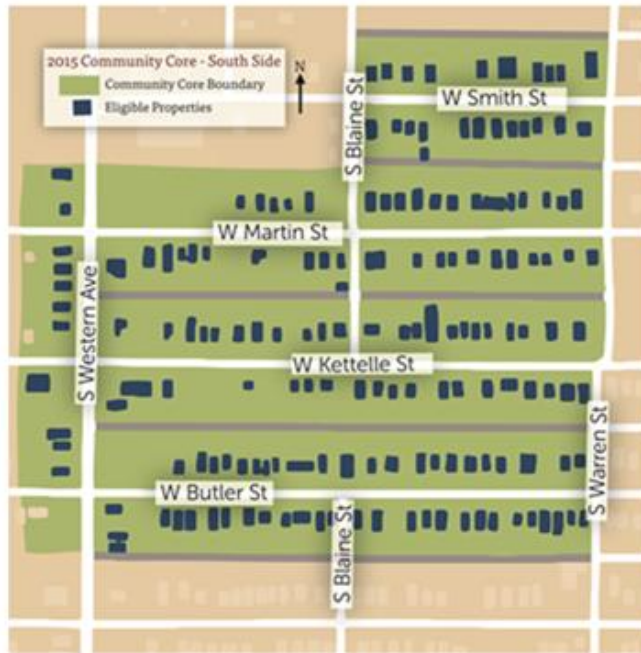 2015 Community Core - South Side
Community Core Boundary
Eligible Properties
N
S Blaine St
W Smith St
W Martin St
S Western Ave
W Kettelle St
S Warren St
W Butler St
S Blaine St